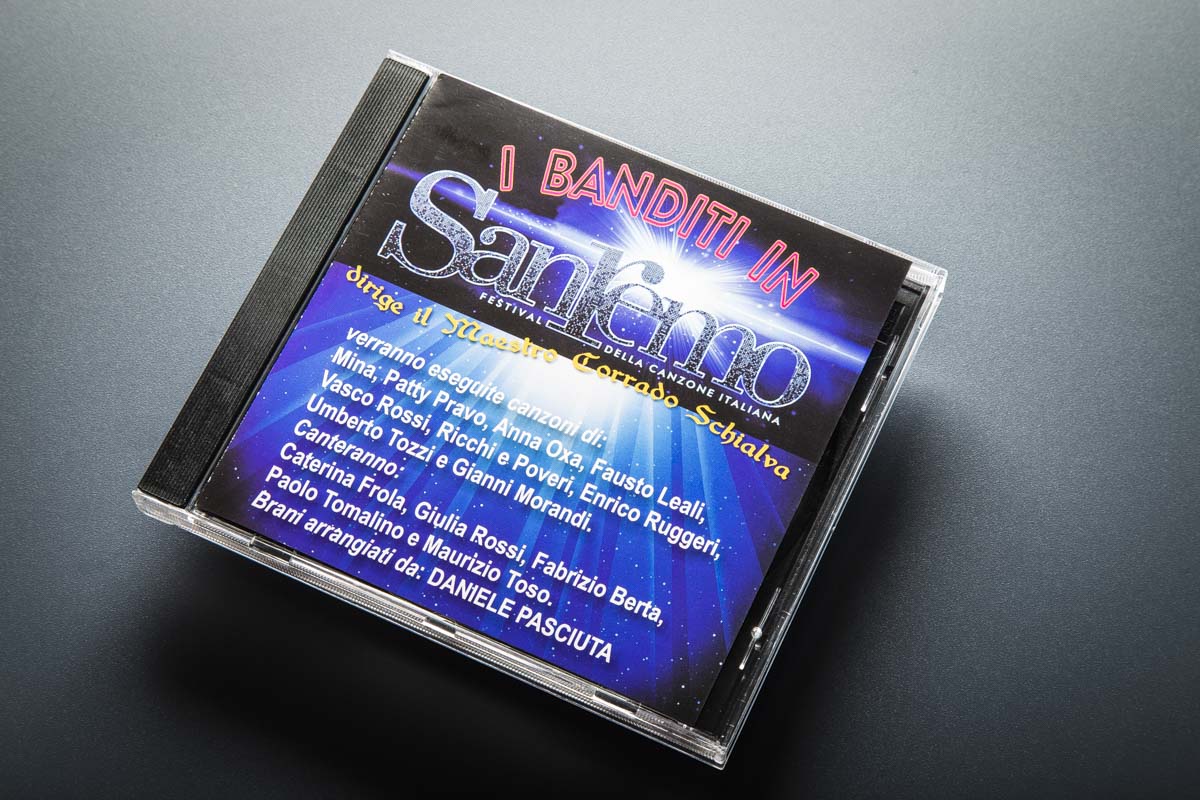 I BANDITI IN
Sanremo
FESTIVAL DELLA CANZONE ITALIANA
dirige il Maestro Corrado Schialva
verranno eseguite canzoni di:
Mina, Patty Pravo, Anna Oxa, Fausto Leali,
Vasco Rossi, Ricchi e Poveri, Enrico Ruggeri,
Umberto Tozzi e Gianni Morandi.
Canteranno:
Caterina Frola, Giulia Rossi, Fabrizio Berta,
Paolo Tomalino e Maurizio Toso.
Brani arrangiati da: DANIELE PASCIUTA